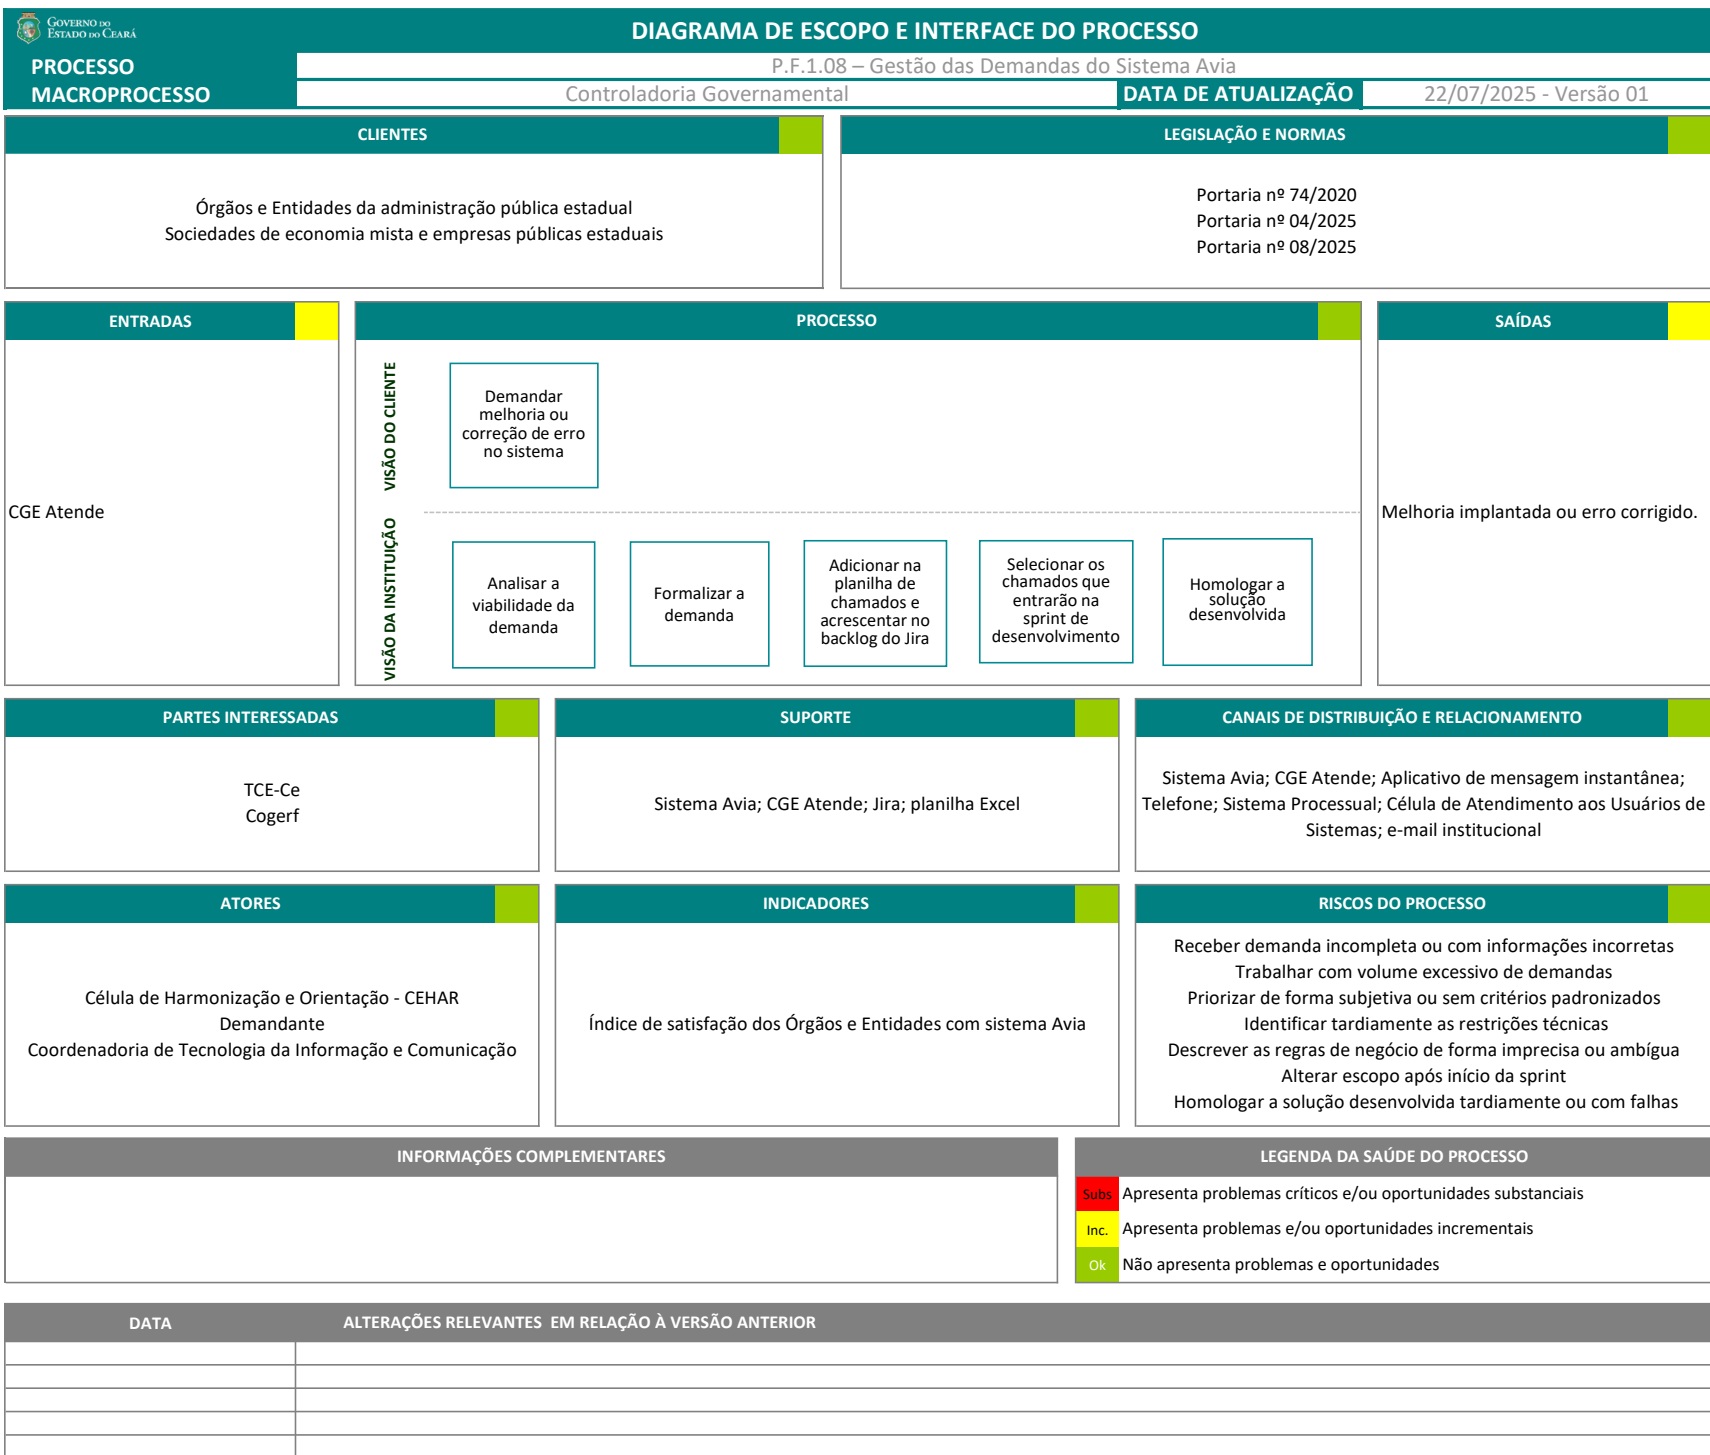 GOVERNO DO
ESTADO DO CEARÁ
DIAGRAMA DE ESCOPO E INTERFACE DO PROCESSO
PROCESSO
P.F.1.08 – Gestão das Demandas do Sistema Avia
MACROPROCESSO
Controladoria Governamental
DATA DE ATUALIZAÇÃO
22/07/2025 - Versão 01
CLIENTES
Órgãos e Entidades da administração pública estadual
Sociedades de economia mista e empresas públicas estaduais
LEGISLAÇÃO E NORMAS
Portaria nº 74/2020
Portaria nº 04/2025
Portaria nº 08/2025
ENTRADAS
CGE Atende
PROCESSO
VISÃO DO CLIENTE
Demandar
melhoria ou
correção de erro
no sistema
VISÃO DA INSTITUIÇÃO
Analisar a
viabilidade da
demanda
Formalizar a
demanda
Adicionar na
planilha de
chamados e
acrescentar no
backlog do Jira
Selecionar os
chamados que
entrarão na
sprint de
desenvolvimento
Homologar a
solução
desenvolvida
SAÍDAS
Melhoria implantada ou erro corrigido.
PARTES INTERESSADAS
TCE-Ce
Cogerf
SUPORTE
Sistema Avia; CGE Atende; Jira; planilha Excel
CANAIS DE DISTRIBUIÇÃO E RELACIONAMENTO
Sistema Avia; CGE Atende; Aplicativo de mensagem instantânea;
Telefone; Sistema Processual; Célula de Atendimento aos Usuários de
Sistemas; e-mail institucional
ATORES
Célula de Harmonização e Orientação - CEHAR
Demandante
Coordenadoria de Tecnologia da Informação e Comunicação
INDICADORES
Índice de satisfação dos Órgãos e Entidades com sistema Avia
RISCOS DO PROCESSO
Receber demanda incompleta ou com informações incorretas
Trabalhar com volume excessivo de demandas
Priorizar de forma subjetiva ou sem critérios padronizados
Identificar tardiamente as restrições técnicas
Descrever as regras de negócio de forma imprecisa ou ambígua
Alterar escopo após início da sprint
Homologar a solução desenvolvida tardiamente ou com falhas
INFORMAÇÕES COMPLEMENTARES
LEGENDA DA SAÚDE DO PROCESSO
Subs Apresenta problemas críticos e/ou oportunidades substanciais
Inc. Apresenta problemas e/ou oportunidades incrementais
Ok Não apresenta problemas e oportunidades
DATA
ALTERAÇÕES RELEVANTES EM RELAÇÃO À VERSÃO ANTERIOR